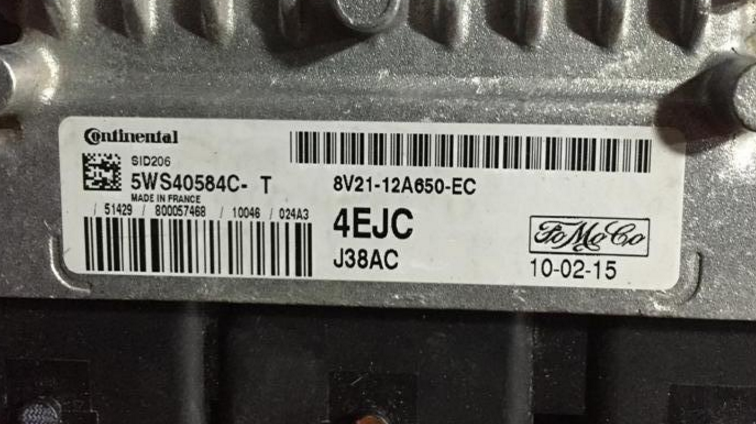 Continental
SID206
5WS40584C- T
MADE IN FRANCE
/ 51429 / 800057468 / 10046 / 024A3
8V21-12A650-EC
4EJC
J38AC
FoMoCo
10-02-15